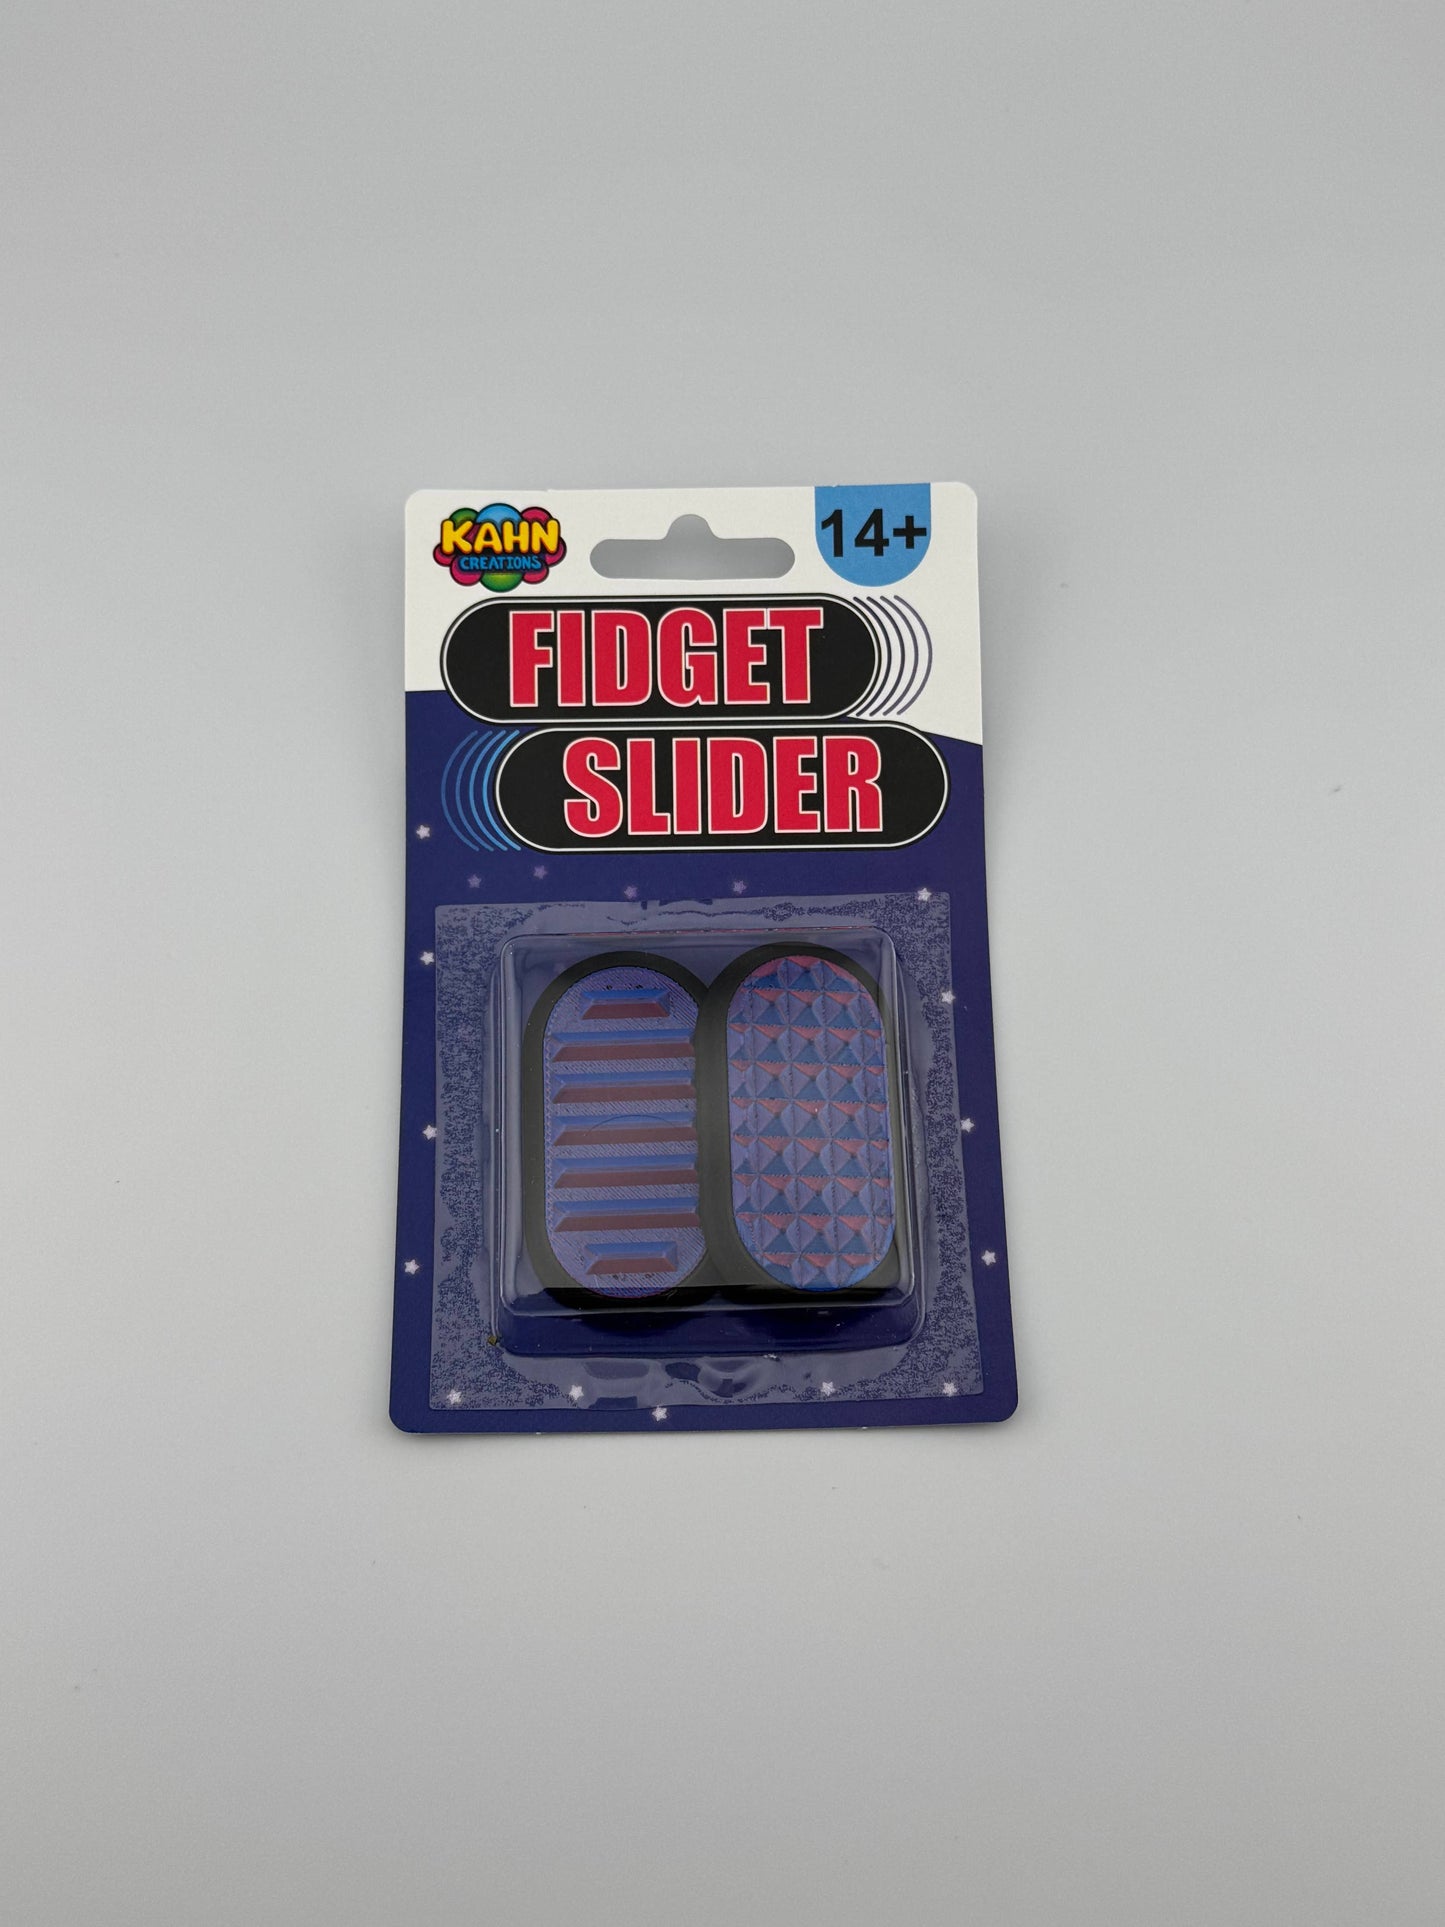 KAHN
CREATIONS
14+
FIDGET
SLIDER